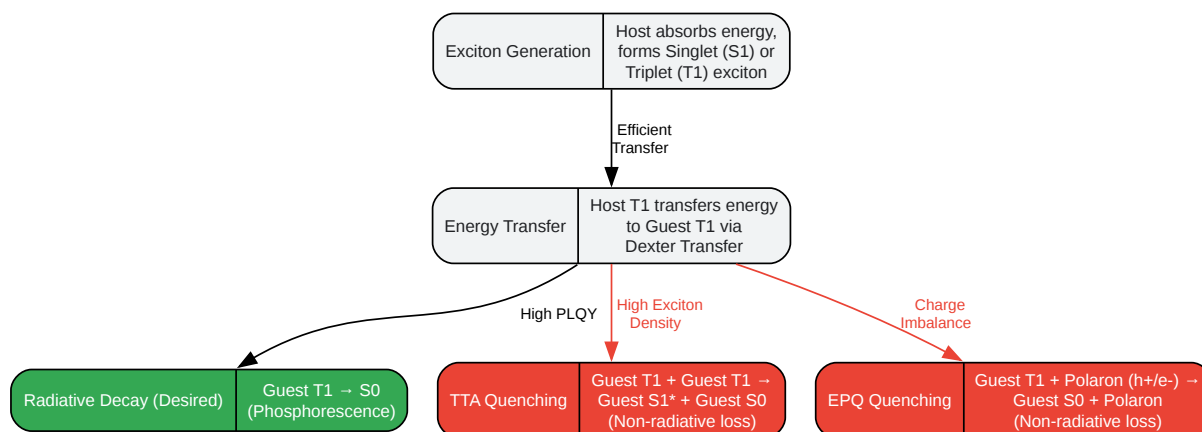 Exciton Generation
Host absorbs energy,
forms Singlet (S1) or
Triplet (T1) exciton
Efficient
Transfer
Energy Transfer
Host T1 transfers energy
to Guest T1 via
Dexter Transfer
High PLQY
High Exciton
Density
Charge
Imbalance
Radiative Decay (Desired)
Guest T1 → S0
(Phosphorescence)
TTA Quenching
Guest T1 + Guest T1 →
Guest S1* + Guest S0
(Non-radiative loss)
EPQ Quenching
Guest T1 + Polaron (h+/e-) →
Guest S0 + Polaron
(Non-radiative loss)